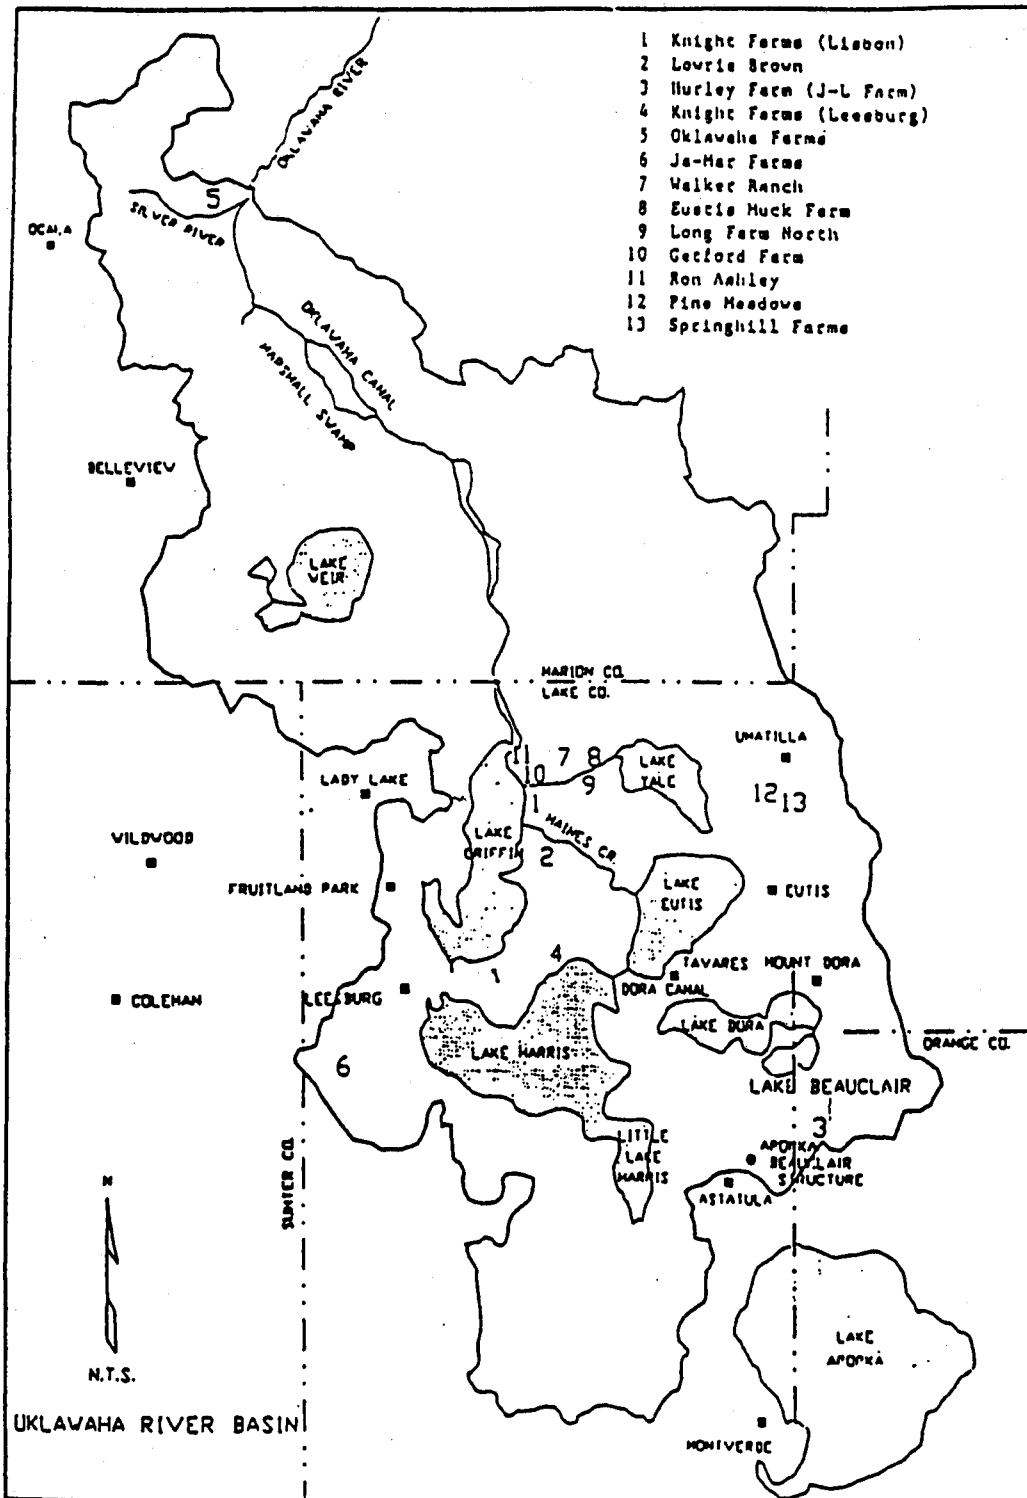 1 Knight Farms (Lisbon)
2 Lowrie Brown
3 Hurley Farm (J-L Farm)
4 Knight Farms (Leesburg)
5 Oklawaha Farms
6 Ja-Mar Farms
7 Walker Ranch
8 Eustis Muck Farm
9 Long Farm North
10 Getford Farm
11 Ron Ashley
12 Pine Meadows
13 Springhill Farms
OKLAWAHA RIVER
5
SILVER RIVER
OCALA
OKLAWAHA CANAL
MARSHALL SWAMP
BELLEVIEW
LAKE
WEIR
MARION CO.
LAKE CO.
UMATILLA
1
0
7
8
9
LAKE
YALE
LADY LAKE
12
13
1
HAINES CR.
WILDWOOD
LAKE
GRIFFIN
2
FRUITLAND PARK
LAKE
EUTIS
EUTIS
4
1
TAVARES
MOUNT DORA
COLEMAN
LEESBURG
DORA CANAL
LAKE DORA
ORANGE CO.
LAKE HARRIS
6
LAKE BEAUCLAIR
3
LITTLE
LAKE
HARRIS
APOPKA
BEAUCLAIR
STRUCTURE
ASTATULA
SUMTER CO.
N
N.T.S.
LAKE
APOPKA
UKLAWAHA RIVER BASIN
MONTVERDE